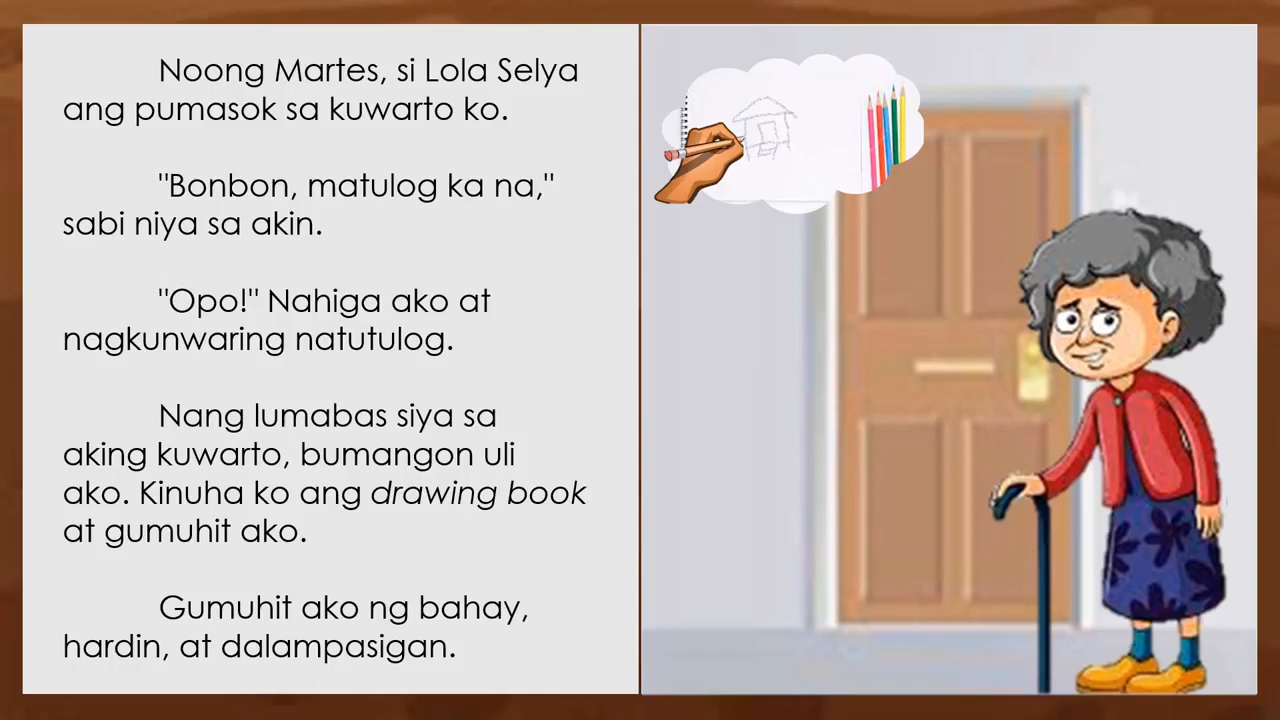 Noong Martes, si Lola Selya
ang pumasok sa kuwarto ko.
"Bonbon, matulog ka na,"
sabi niya sa akin.
"Opo!" Nahiga ako at
nagkunwaring natutulog.
Nang lumabas siya sa
aking kuwarto, bumangon uli
ako. Kinuha ko ang drawing book
at gumuhit ako.
Gumuhit ako ng bahay,
hardin, at dalampasigan.